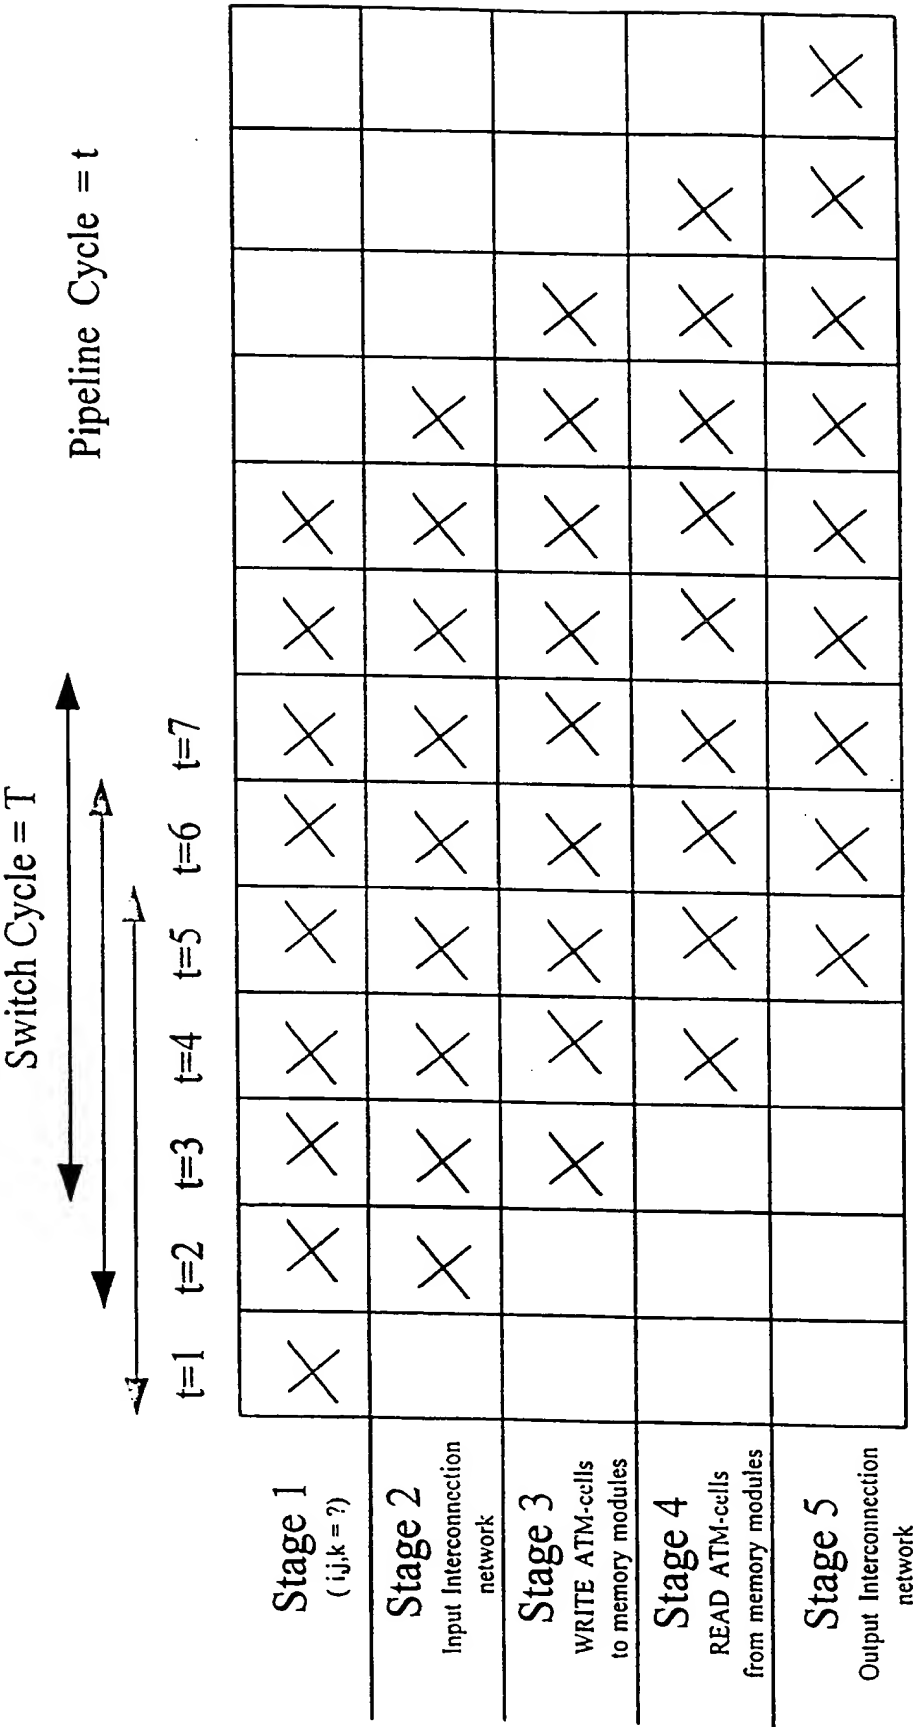 Switch Cycle = T
Pipeline Cycle = t
t=1 t=2 t=3 t=4 t=5 t=6 t=7
Stage 1
( i,j,k = ?)
Stage 2
Input Interconnection
network
Stage 3
WRITE ATM-cells
to memory modules
Stage 4
READ ATM-cells
from memory modules
Stage 5
Output Interconnection
network